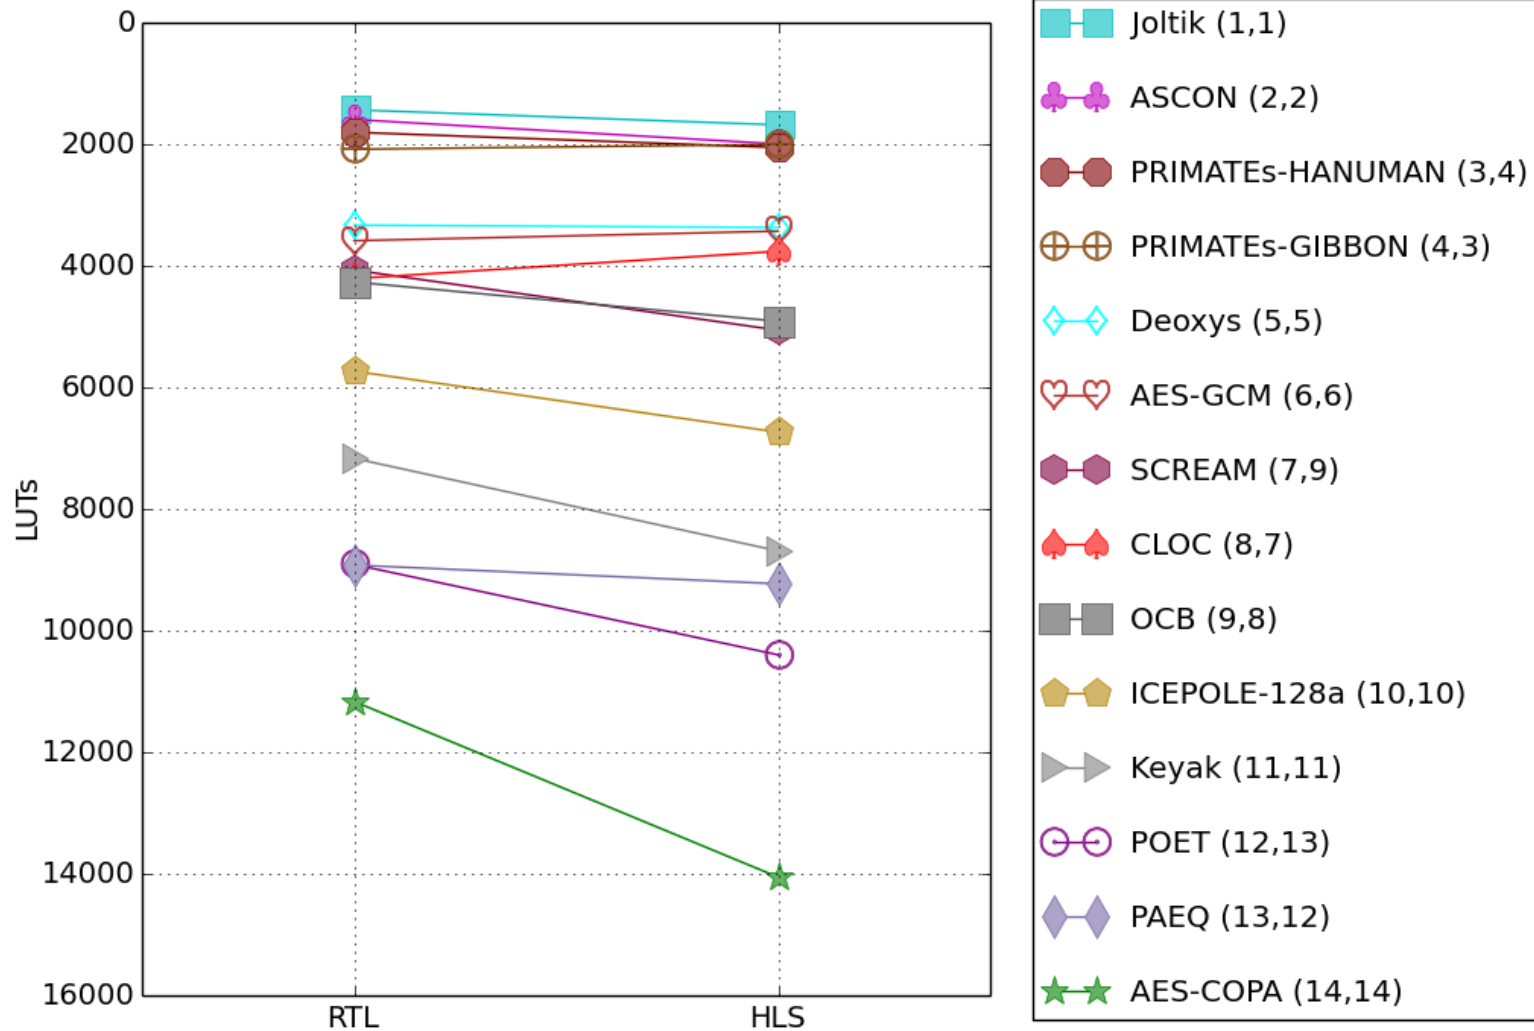 0
2000
4000
6000
8000
10000
12000
14000
16000
LUTs
RTL
HLS
Joltik (1,1)
ASCON (2,2)
PRIMATEs-HANUMAN (3,4)
PRIMATEs-GIBBON (4,3)
Deoxys (5,5)
AES-GCM (6,6)
SCREAM (7,9)
CLOC (8,7)
OCB (9,8)
ICEPOLE-128a (10,10)
Keyak (11,11)
POET (12,13)
PAEQ (13,12)
AES-COPA (14,14)